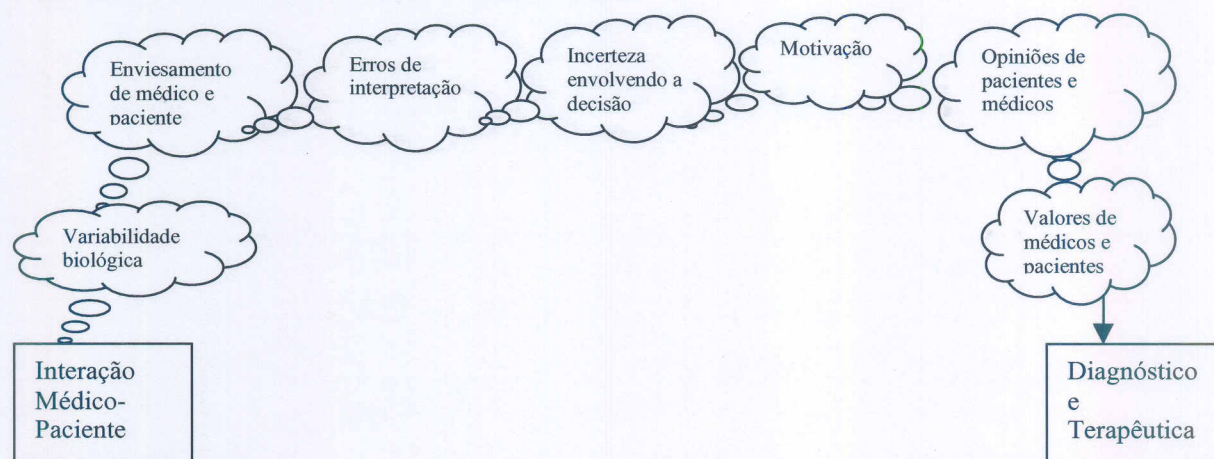 Enviesamento
de médico e
paciente
Erros de
interpretação
Incerteza
envolvendo a
decisão
Motivação
Opiniões de
pacientes e
médicos
Variabilidade
biológica
Valores de
médicos e
pacientes
Interação
Médico-
Paciente
Diagnóstico
e
Terapêutica